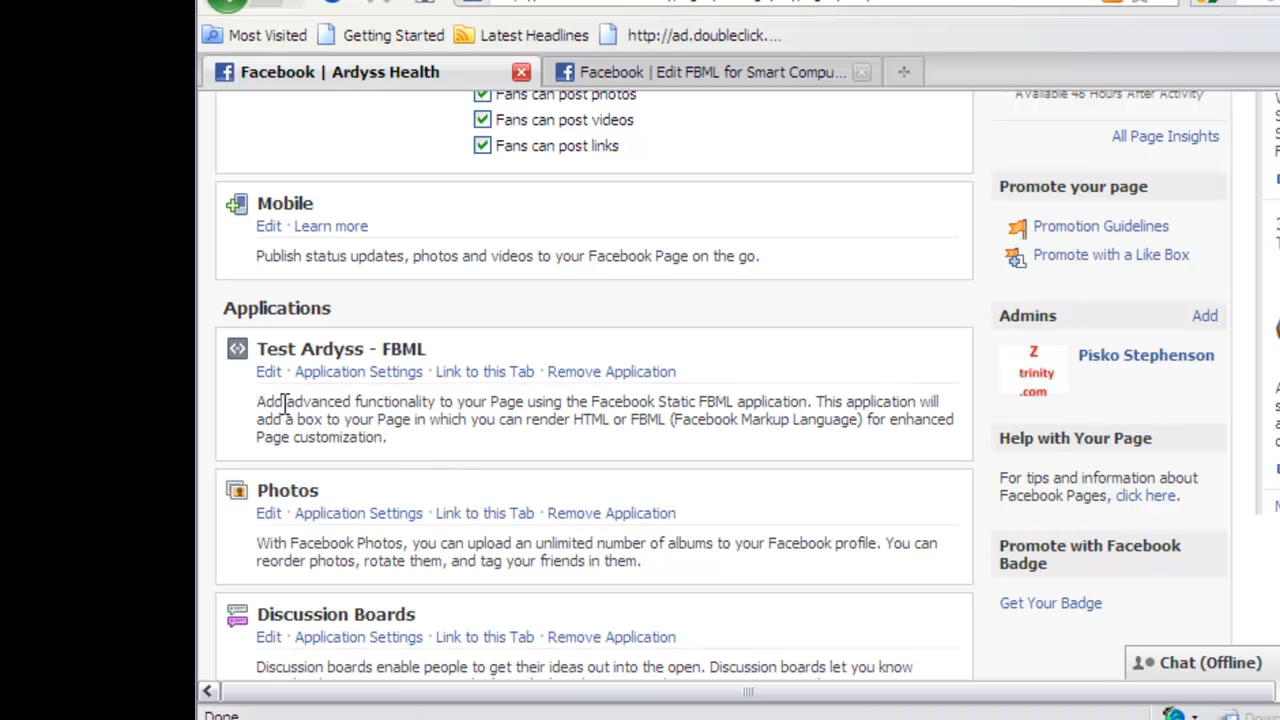 Most Visited Getting Started Latest Headlines http://ad.doubleclick....
Facebook | Ardyss Health Facebook | Edit FBML for Smart Compu...
Fans can post photos
Fans can post videos
Fans can post links
Mobile
Edit · Learn more
Publish status updates, photos and videos to your Facebook Page on the go.
Applications
Test Ardyss - FBML
Edit · Application Settings · Link to this Tab · Remove Application
Add advanced functionality to your Page using the Facebook Static FBML application. This application will
add a box to your Page in which you can render HTML or FBML (Facebook Markup Language) for enhanced
Page customization.
Photos
Edit · Application Settings · Link to this Tab · Remove Application
With Facebook Photos, you can upload an unlimited number of albums to your Facebook profile. You can
reorder photos, rotate them, and tag your friends in them.
Discussion Boards
Edit · Application Settings · Link to this Tab · Remove Application
Discussion boards enable people to get their ideas out into the open. Discussion boards let you know
Available 48 Hours After Activity
All Page Insights
Promote your page
Promotion Guidelines
Promote with a Like Box
Admins Add
Z
trinity
.com
Pisko Stephenson
Help with Your Page
For tips and information about
Facebook Pages, click here.
Promote with Facebook
Badge
Get Your Badge
Chat (Offline)
Done